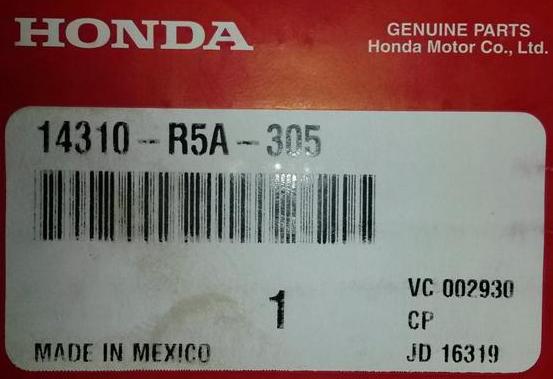 HONDA
GENUINE PARTS
Honda Motor Co., Ltd.
14310-R5A-305
1
VC 002930
CP
MADE IN MEXICO
JD 16319